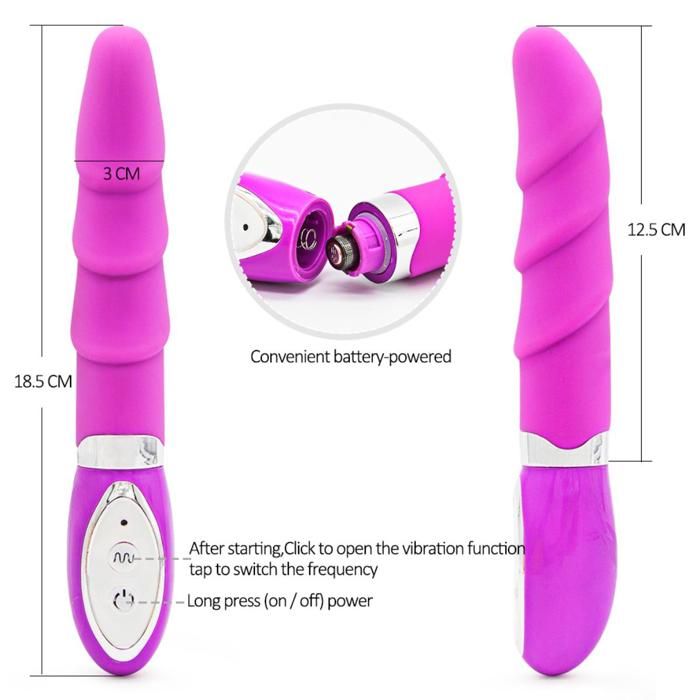 3 CM
12.5 CM
Convenient battery-powered
18.5 CM
After starting,Click to open the vibration function
tap to switch the frequency
Long press (on / off) power